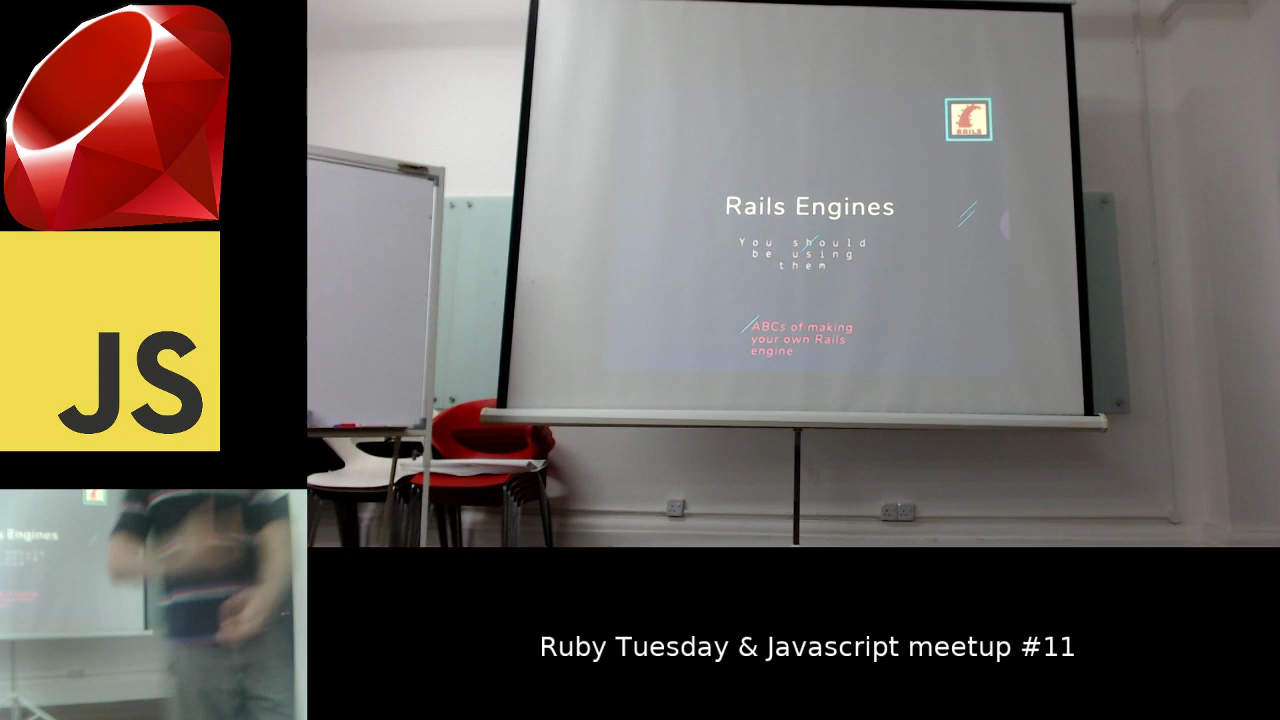 JS
RAILS
Rails Engines
You should
be using
them
ABCs of making
your own Rails
engine
s Engines
Ruby Tuesday & Javascript meetup #11